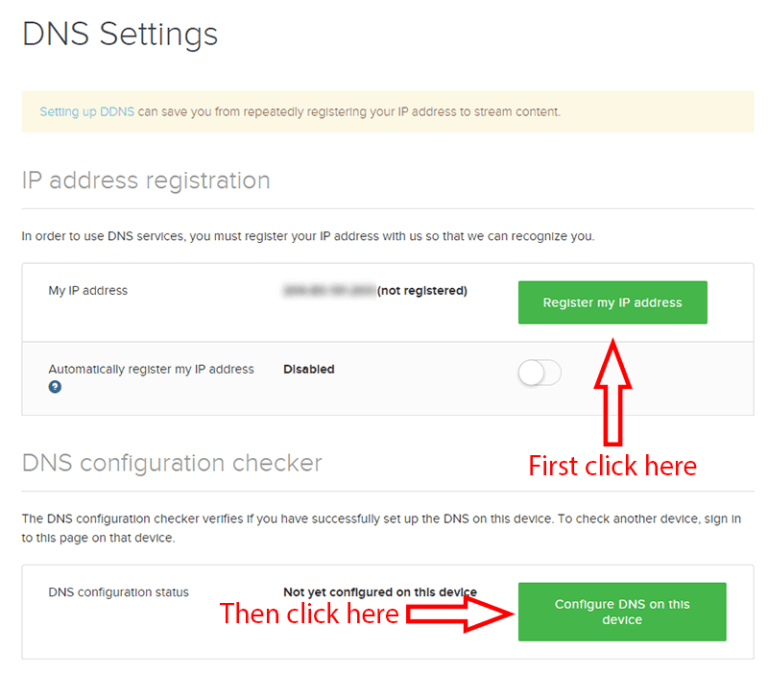 DNS Settings
Setting up DDNS can save you from repeatedly registering your IP address to stream content.
IP address registration
In order to use DNS services, you must register your IP address with us so that we can recognize you.
My IP address
(not registered)
Register my IP address
Automatically register my IP address
Disabled
First click here
DNS configuration checker
The DNS configuration checker verifies if you have successfully set up the DNS on this device. To check another device, sign in
to this page on that device.
DNS configuration status
Not yet configured on this device
Then click here
Configure DNS on this
device